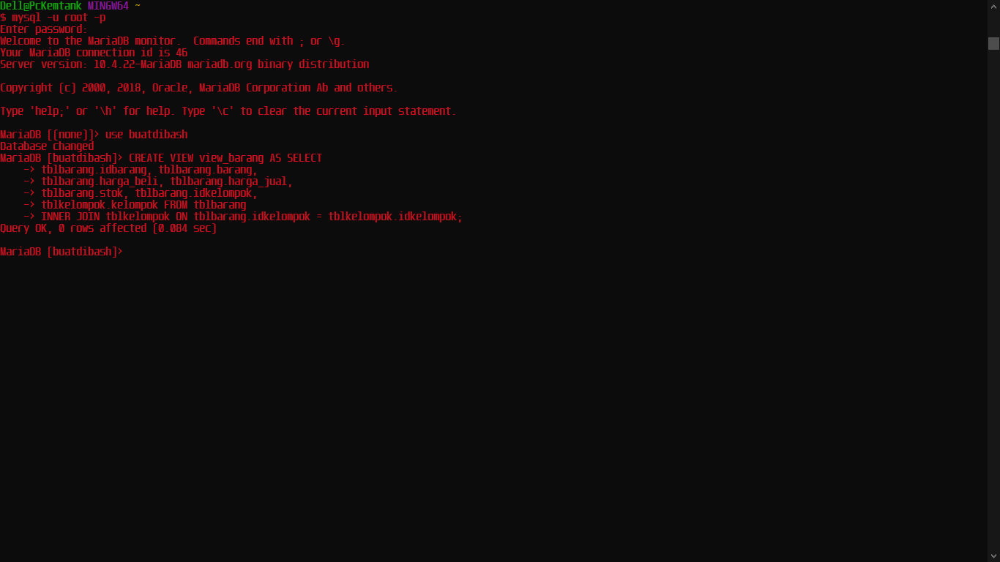 Dell@PcKemtank MINGW64 ~
$ mysql -u root -p
Enter password:
Welcome to the MariaDB monitor.  Commands end with ; or \g.
Your MariaDB connection id is 46
Server version: 10.4.22-MariaDB mariadb.org binary distribution
Copyright (c) 2000, 2018, Oracle, MariaDB Corporation Ab and others.
Type 'help;' or '\h' for help. Type '\c' to clear the current input statement.
MariaDB [(none)]> use buatdibash
Database changed
MariaDB [buatdibash]> CREATE VIEW view_barang AS SELECT
    -> tblbarang.idbarang, tblbarang.barang,
    -> tblbarang.harga_beli, tblbarang.harga_jual,
    -> tblbarang.stok, tblbarang.idkelompok,
    -> tblkelompok.kelompok FROM tblbarang
    -> INNER JOIN tblkelompok ON tblbarang.idkelompok = tblkelompok.idkelompok;
Query OK, 0 rows affected (0.084 sec)
MariaDB [buatdibash]>